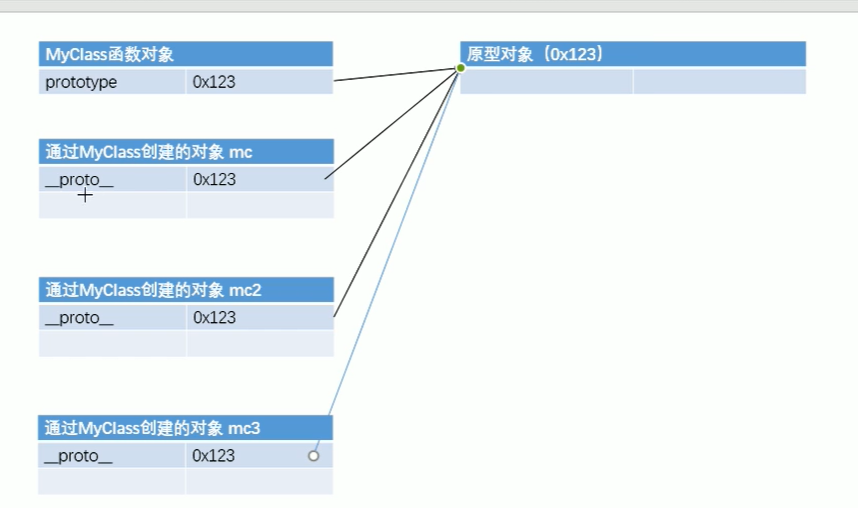 MyClass函数对象
prototype 0x123
原型对象（0x123）
通过MyClass创建的对象 mc
__proto__ 0x123
通过MyClass创建的对象 mc2
__proto__ 0x123
通过MyClass创建的对象 mc3
__proto__ 0x123